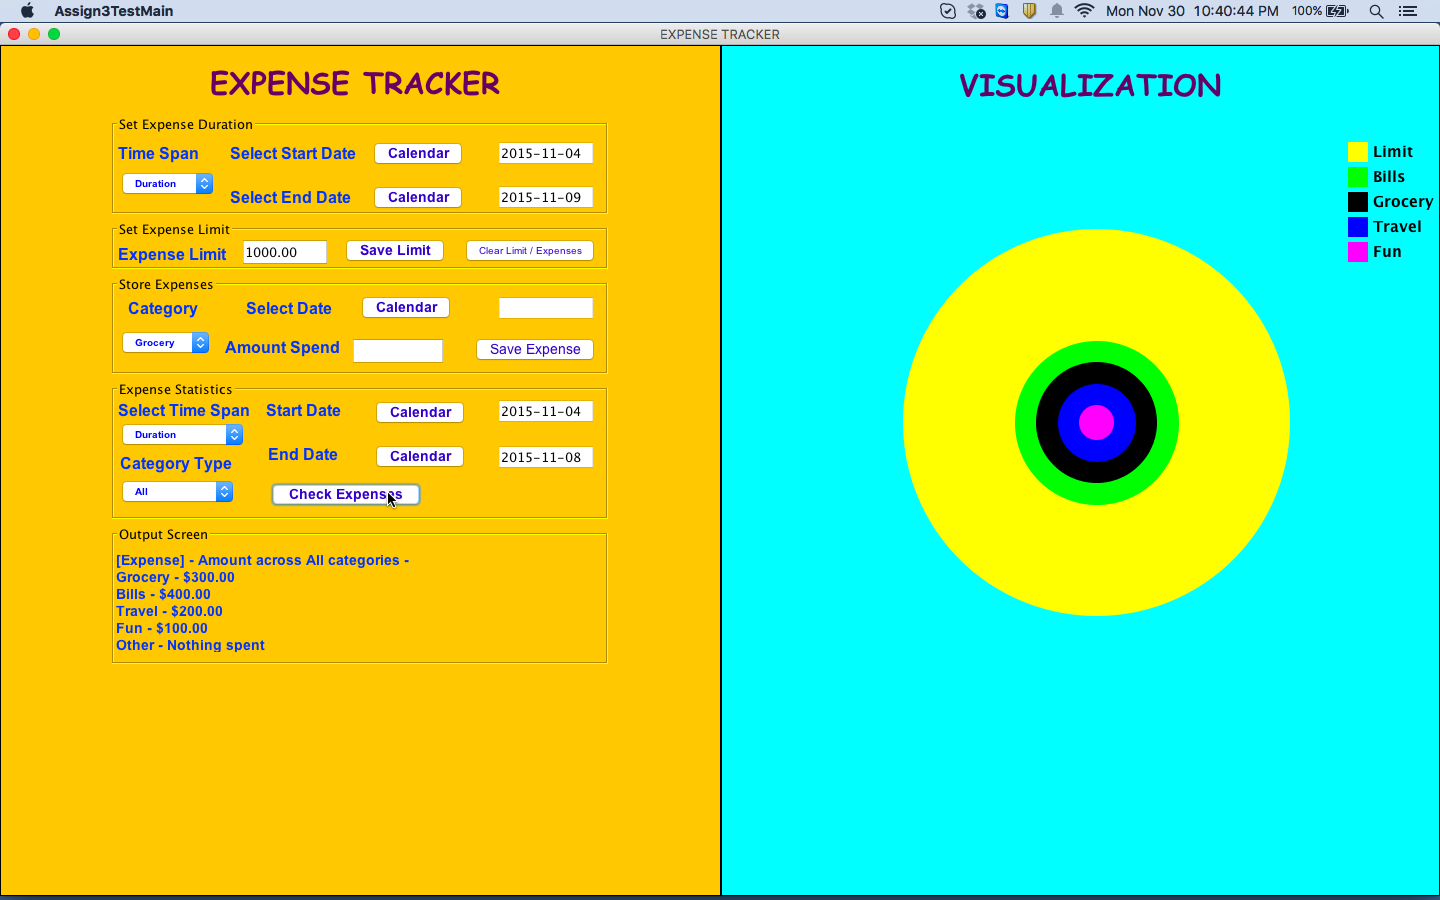 Assign3TestMain
Mon Nov 30 10:40:44 PM 100%
EXPENSE TRACKER
EXPENSE TRACKER
Set Expense Duration
Time Span Select Start Date Calendar 2015-11-04
Duration
Select End Date Calendar 2015-11-09
Set Expense Limit
Expense Limit 1000.00 Save Limit Clear Limit / Expenses
Store Expenses
Category Select Date Calendar
Grocery Amount Spend Save Expense
Expense Statistics
Select Time Span Start Date Calendar 2015-11-04
Duration
End Date Calendar 2015-11-08
Category Type
All Check Expenses
Output Screen
[Expense] - Amount across All categories -
Grocery - $300.00
Bills - $400.00
Travel - $200.00
Fun - $100.00
Other - Nothing spent
VISUALIZATION
Limit
Bills
Grocery
Travel
Fun